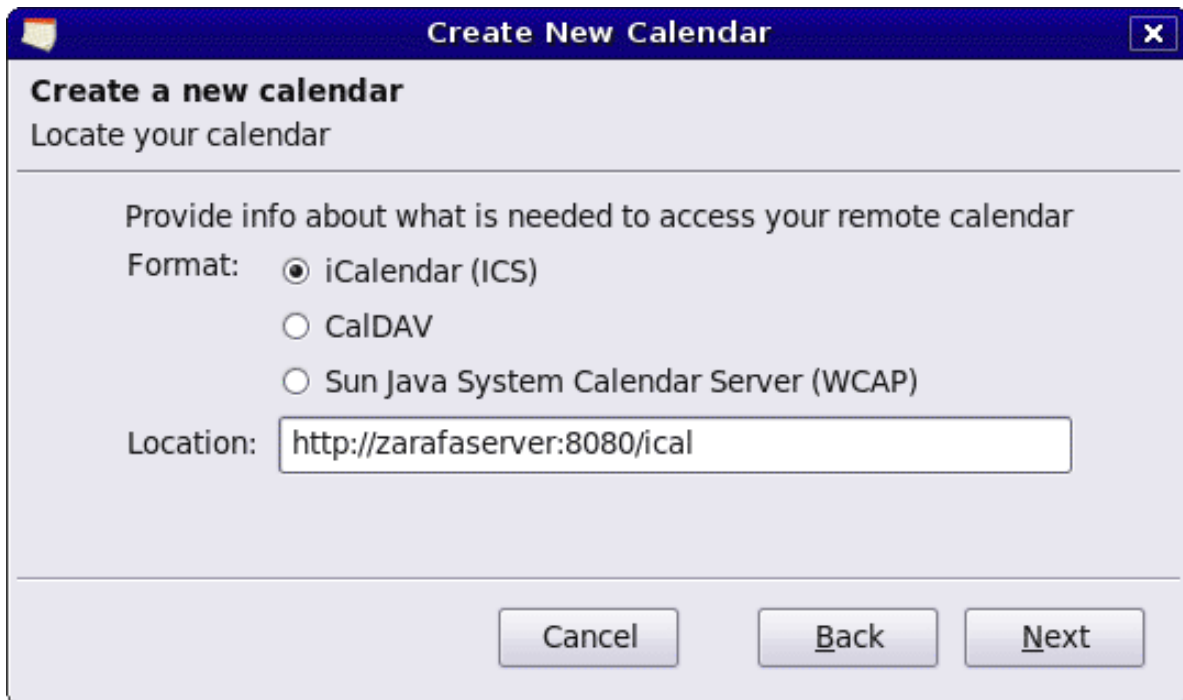 Create New Calendar
Create a new calendar
Locate your calendar
Provide info about what is needed to access your remote calendar
Format: iCalendar (ICS)
CalDAV
Sun Java System Calendar Server (WCAP)
Location: http://zarafaserver:8080/ical
Cancel Back Next